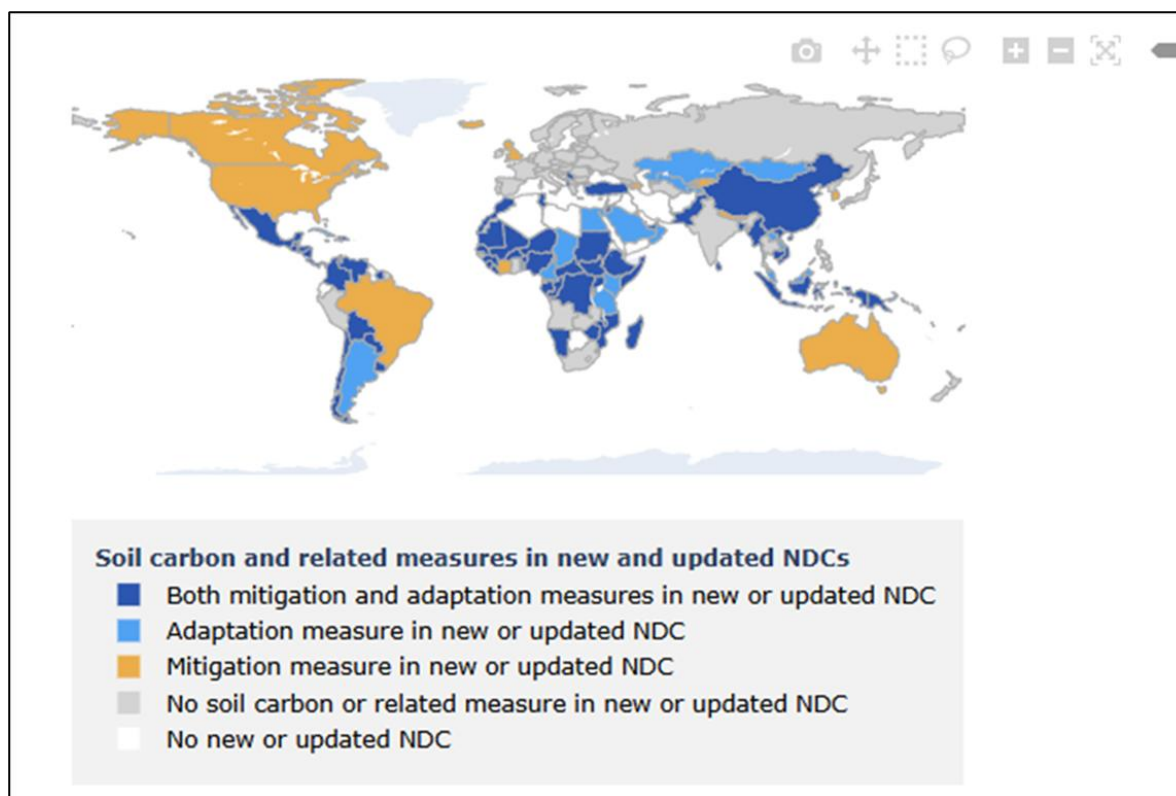 Soil carbon and related measures in new and updated NDCs
Both mitigation and adaptation measures in new or updated NDC
Adaptation measure in new or updated NDC
Mitigation measure in new or updated NDC
No soil carbon or related measure in new or updated NDC
No new or updated NDC